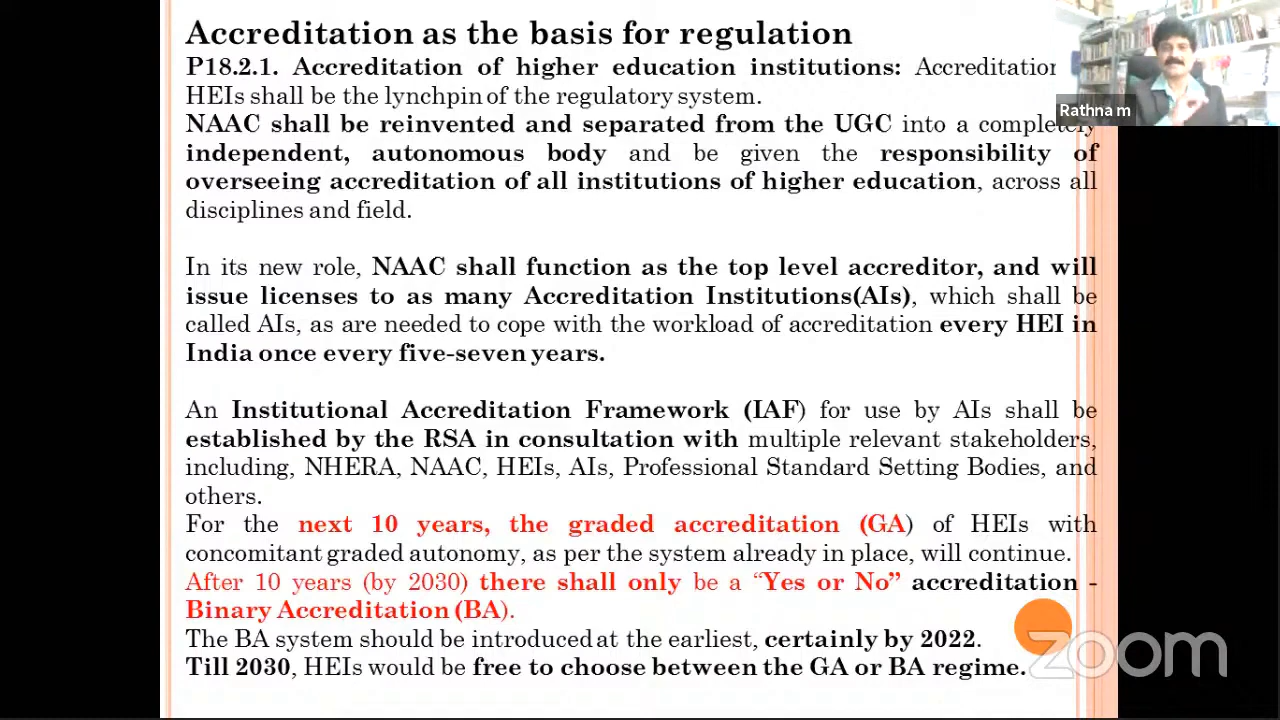 Accreditation as the basis for regulation
P18.2.1. Accreditation of higher education institutions: Accreditation
HEIs shall be the lynchpin of the regulatory system.
Rathna m
NAAC shall be reinvented and separated from the UGC into a completely
independent, autonomous body and be given the responsibility of
overseeing accreditation of all institutions of higher education, across all
disciplines and field.
In its new role, NAAC shall function as the top level accreditor, and will
issue licenses to as many Accreditation Institutions(AIs), which shall be
called AIs, as are needed to cope with the workload of accreditation every HEI in
India once every five-seven years.
An Institutional Accreditation Framework (IAF) for use by AIs shall be
established by the RSA in consultation with multiple relevant stakeholders,
including, NHERA, NAAC, HEIs, AIs, Professional Standard Setting Bodies, and
others.
For the next 10 years, the graded accreditation (GA) of HEIs with
concomitant graded autonomy, as per the system already in place, will continue.
After 10 years (by 2030) there shall only be a “Yes or No” accreditation -
Binary Accreditation (BA).
The BA system should be introduced at the earliest, certainly by 2022.
Till 2030, HEIs would be free to choose between the GA or BA regime.
zoom